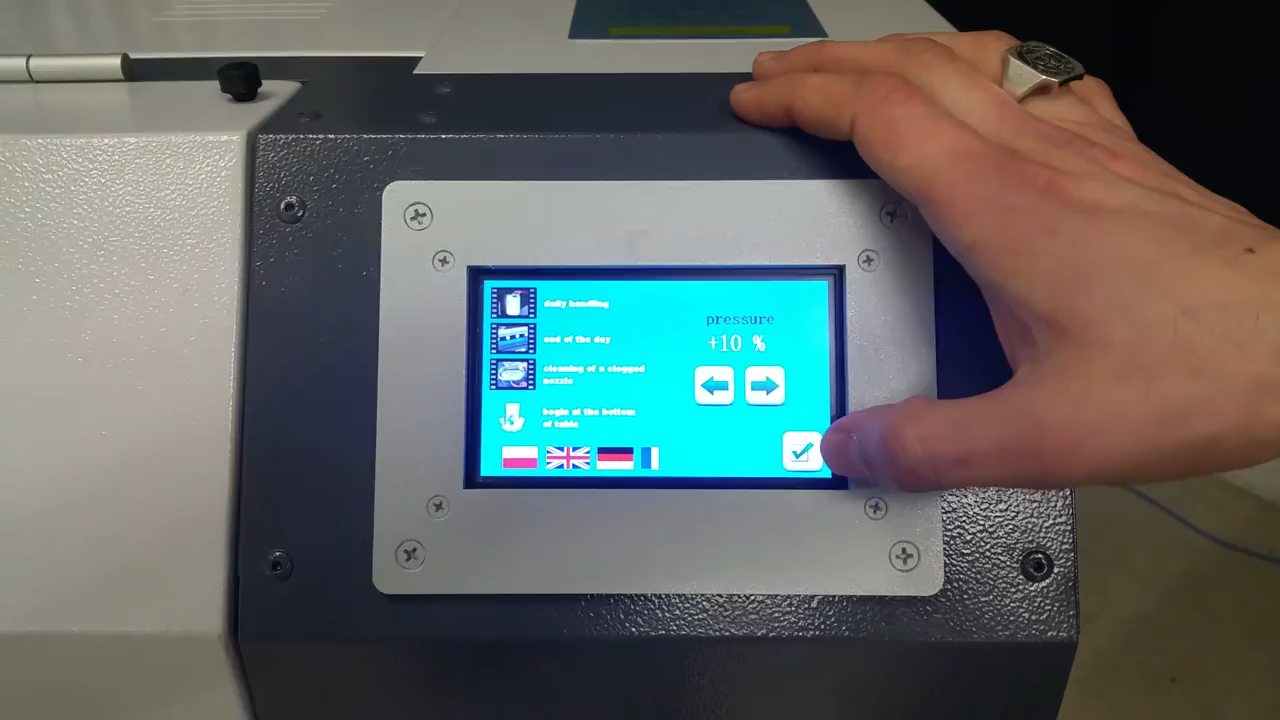 daily handling
end of the day
cleaning of a clogged
nozzle
begin at the bottom
of table
pressure
+10 %